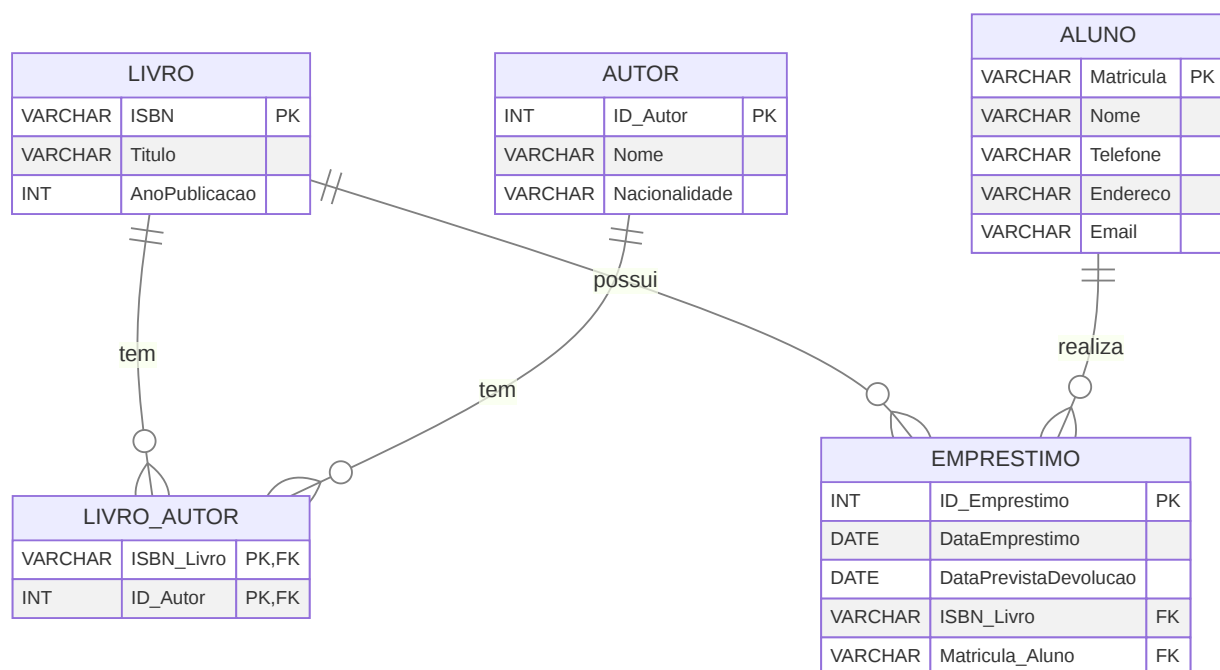 LIVRO
VARCHAR ISBN PK
VARCHAR Titulo
INT AnoPublicacao
AUTOR
INT ID_Autor PK
VARCHAR Nome
VARCHAR Nacionalidade
ALUNO
VARCHAR Matricula PK
VARCHAR Nome
VARCHAR Telefone
VARCHAR Endereco
VARCHAR Email
possui
tem
tem
realiza
LIVRO_AUTOR
VARCHAR ISBN_Livro PK,FK
INT ID_Autor PK,FK
EMPRESTIMO
INT ID_Emprestimo PK
DATE DataEmprestimo
DATE DataPrevistaDevolucao
VARCHAR ISBN_Livro FK
VARCHAR Matricula_Aluno FK